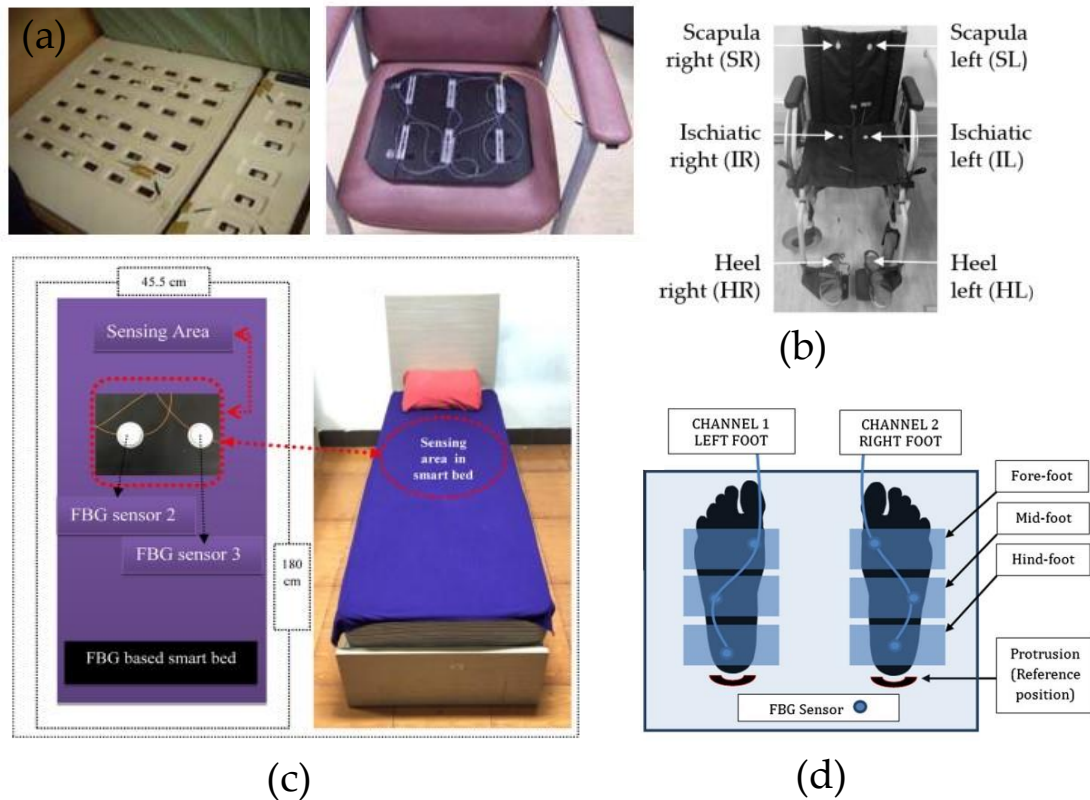 (a)
Scapula
right (SR)
Scapula
left (SL)
Ischiatic
right (IR)
Ischiatic
left (IL)
Heel
right (HR)
Heel
left (HL)
(b)
45.5 cm
Sensing Area
FBG sensor 2
FBG sensor 3
180
cm
FBG based smart bed
Sensing
area in
smart bed
(c)
CHANNEL 1
LEFT FOOT
CHANNEL 2
RIGHT FOOT
Fore-foot
Mid-foot
Hind-foot
Protrusion
(Reference
position)
FBG Sensor
(d)